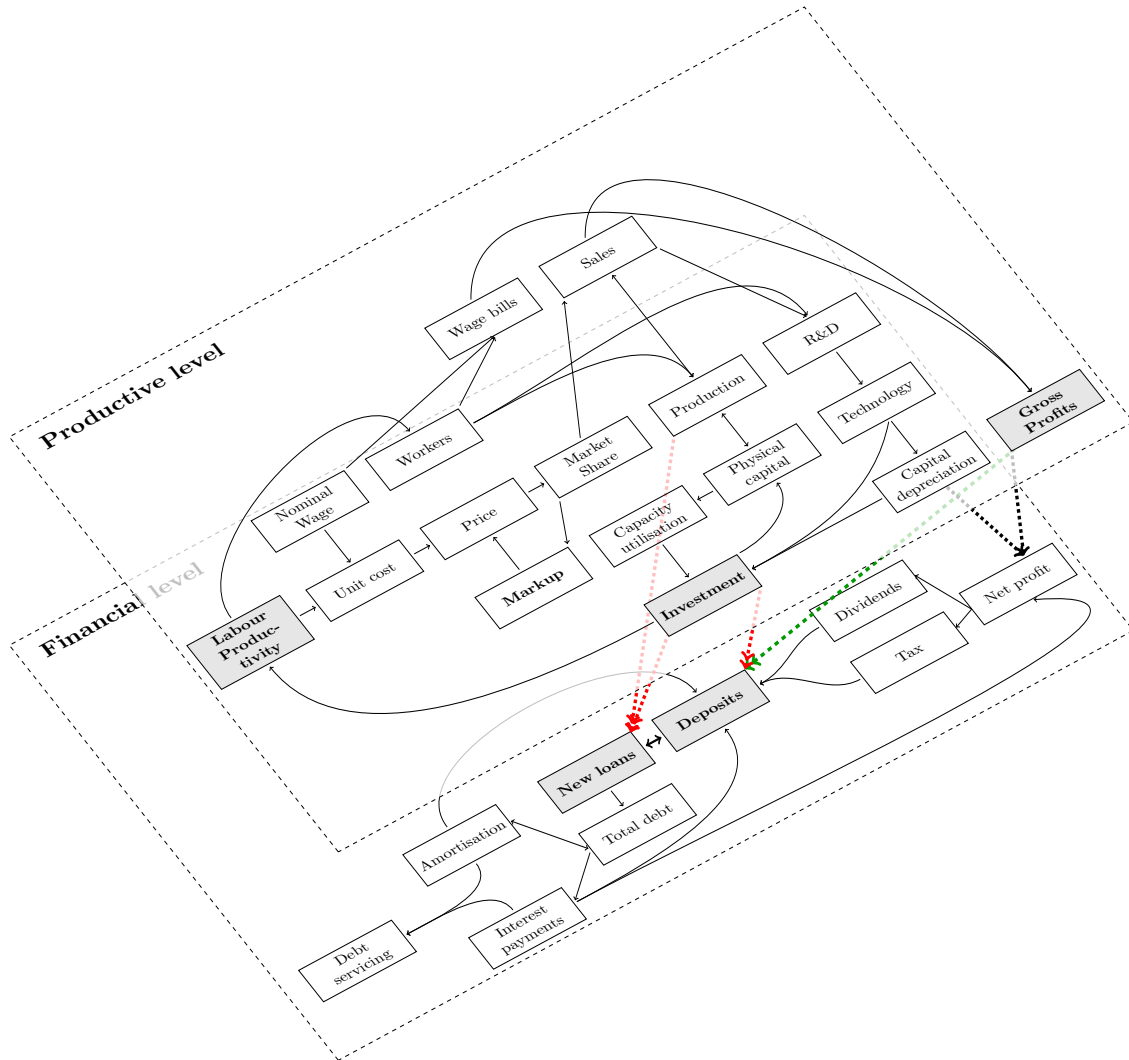 Productive level
Sales
Wage bills
R&D
Production
Technology
Gross
Profits
Workers
Market
Share
Physical
capital
Capital
depreciation
Nominal
Wage
Price
Capacity
utilisation
Unit cost
Markup
Investment
Labour
Produc-
tivity
Financial level
Net profit
Dividends
Tax
Deposits
New loans
Total debt
Amortisation
Interest
payments
Debt
servicing